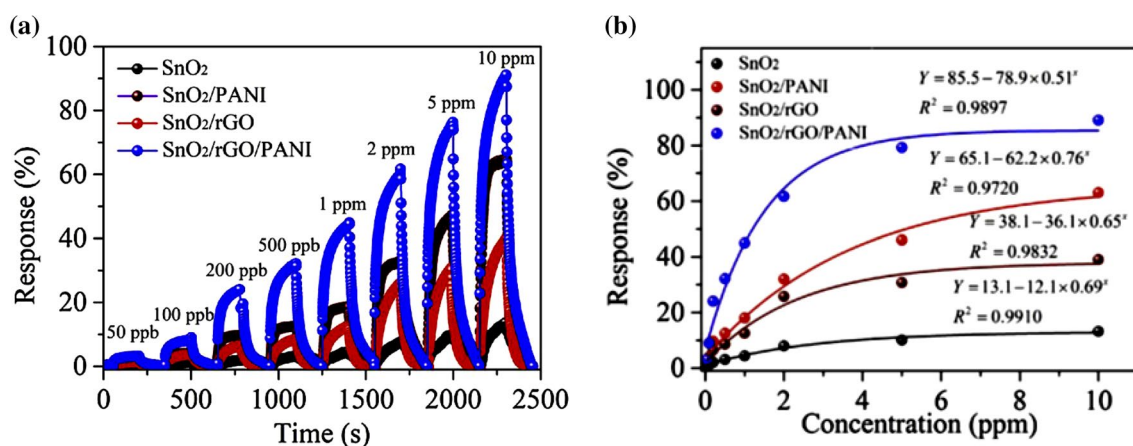 (a)
100
80
60
40
20
0
Response (%)
SnO₂
SnO₂/PANI
SnO₂/rGO
SnO₂/rGO/PANI
50 ppb
100 ppb
200 ppb
500 ppb
1 ppm
2 ppm
5 ppm
10 ppm
0 500 1000 1500 2000 2500
Time (s)
(b)
100
80
60
40
20
0
Response (%)
SnO₂
SnO₂/PANI
SnO₂/rGO
SnO₂/rGO/PANI
Y = 85.5−78.9×0.51ˣ
R² = 0.9897
Y = 65.1−62.2×0.76ˣ
R² = 0.9720
Y = 38.1−36.1×0.65ˣ
R² = 0.9832
Y = 13.1−12.1×0.69ˣ
R² = 0.9910
0 2 4 6 8 10
Concentration (ppm)